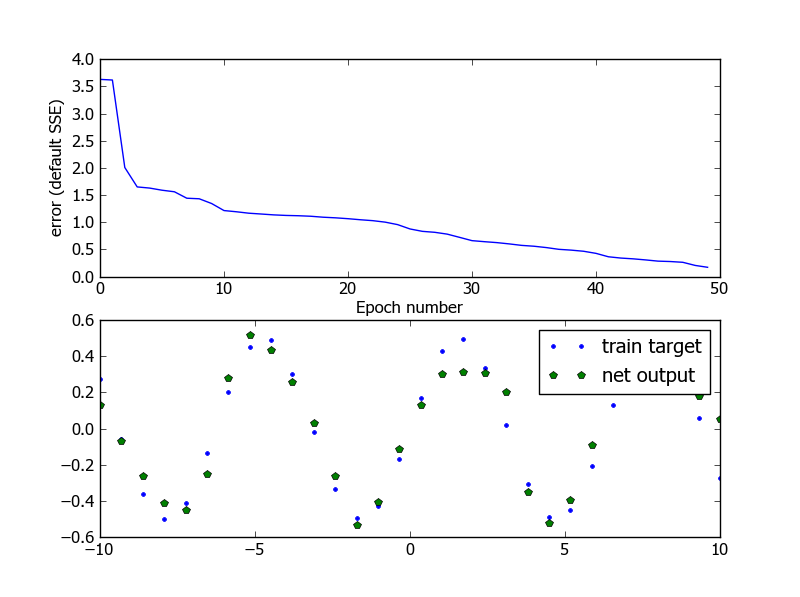 4.0
3.5
3.0
2.5
2.0
1.5
1.0
0.5
0.0
error (default SSE)
0 10 20 30 40 50
Epoch number
0.6
0.4
0.2
0.0
−0.2
−0.4
−0.6
train target
net output
−10 −5 0 5 10